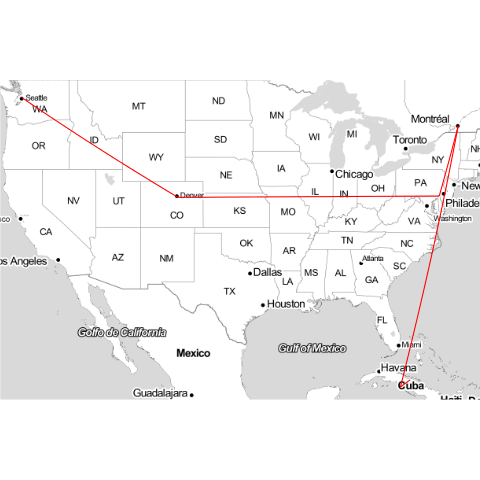 Seattle
WA
MT
ND
MN
Montréal
OR
ID
SD
WI
MI
Toronto
NH
WY
NE
IA
Chicago
NY
PA
New
NV
UT
Denver
CO
KS
MO
IL
IN
OH
Philade
sco
CA
KY
VA
Washington
os Angeles
AZ
NM
OK
AR
TN
NC
Dallas
TX
LA
MS
AL
Atlanta
GA
SC
Houston
FL
Golfo de California
Mexico
Gulf of Mexico
Miami
Havana
Cuba
Guadalajara
Haiti